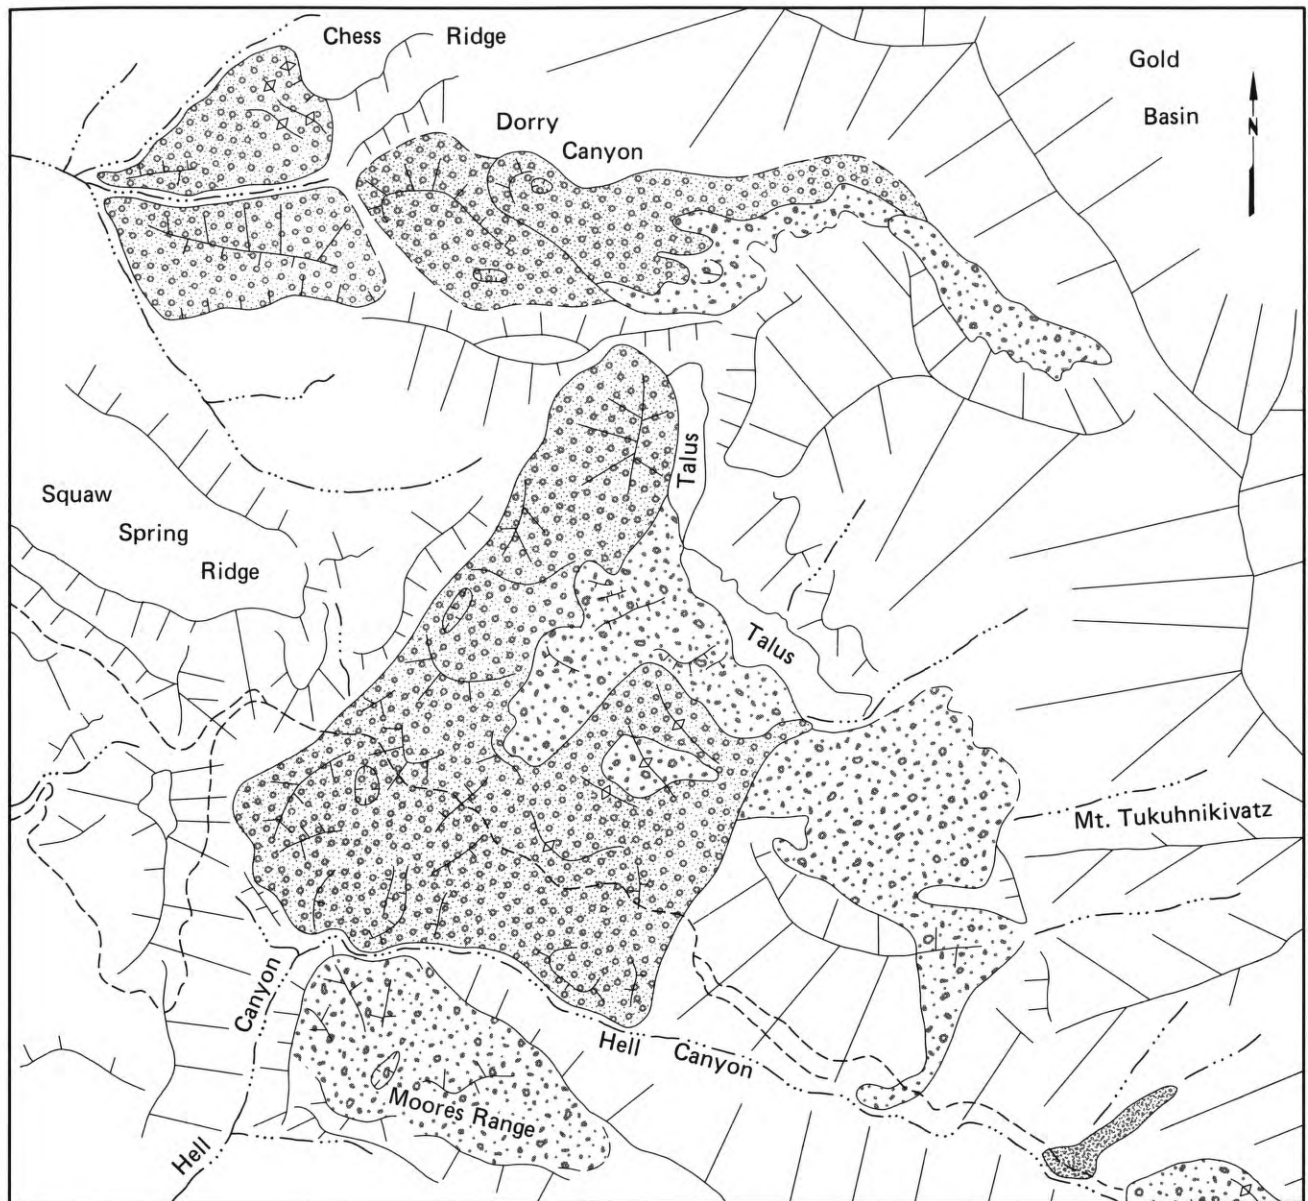 Chess Ridge
Gold
Basin
N
Dorry
Canyon
Talus
Squaw
Spring
Ridge
Talus
Mt. Tukuhnikivatz
Canyon
Hell
Hell Canyon
Moores Range